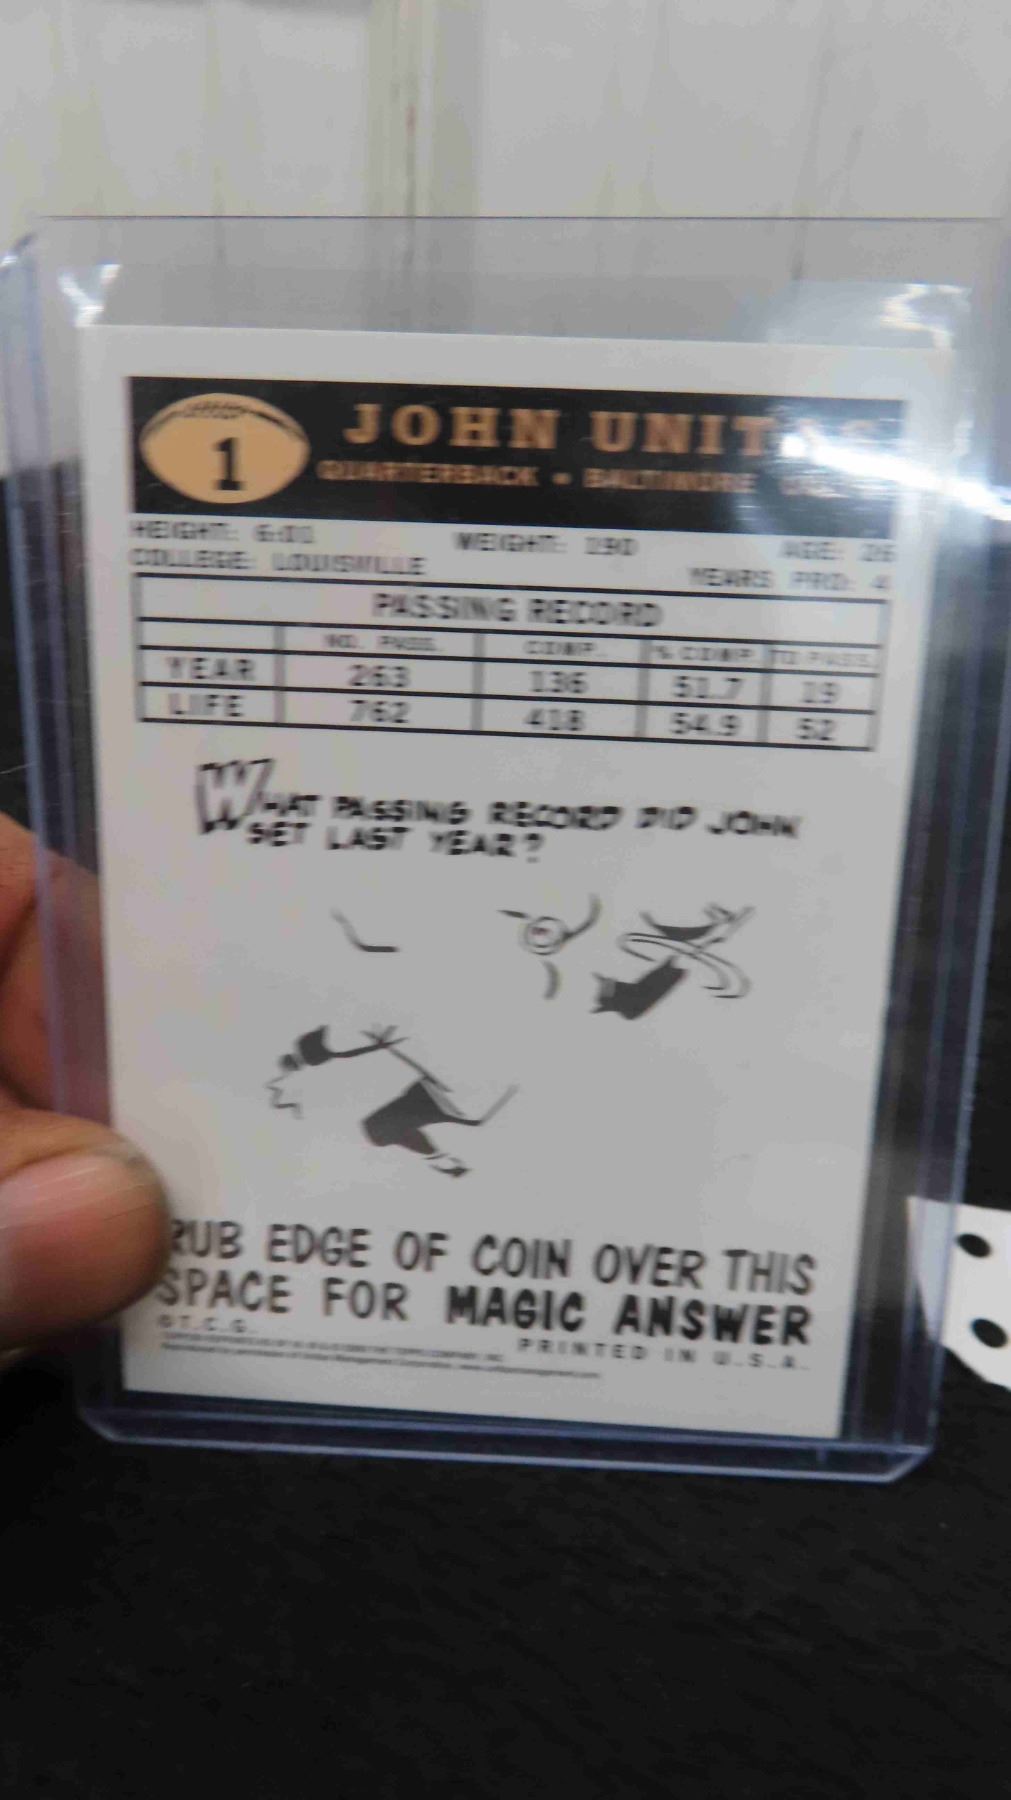 1
JOHN UNITAS
QUARTERBACK • BALTIMORE
HEIGHT: 6:01 WEIGHT: 190 AGE: 26
COLLEGE: LOUISVILLE YEARS PRO: 4
PASSING RECORD
NO. PASS. COMP. % COMP. TD PASS.
YEAR 263 136 51.7 19
LIFE 762 418 54.9 52
WHAT PASSING RECORD DID JOHN
SET LAST YEAR?
RUB EDGE OF COIN OVER THIS
SPACE FOR MAGIC ANSWER
©T.C.G. PRINTED IN U.S.A.